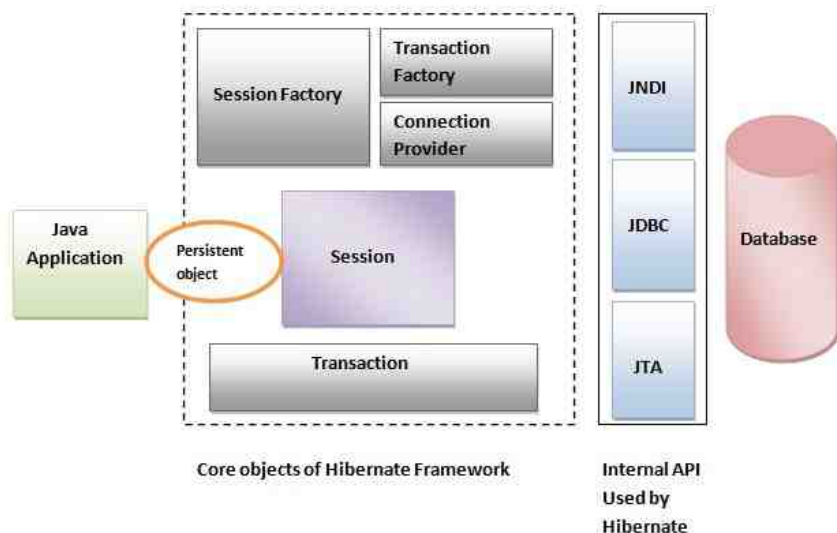 Session Factory
Transaction
Factory
Connection
Provider
Java
Application
Persistent
object
Session
Transaction
JNDI
JDBC
JTA
Database
Core objects of Hibernate Framework
Internal API
Used by
Hibernate